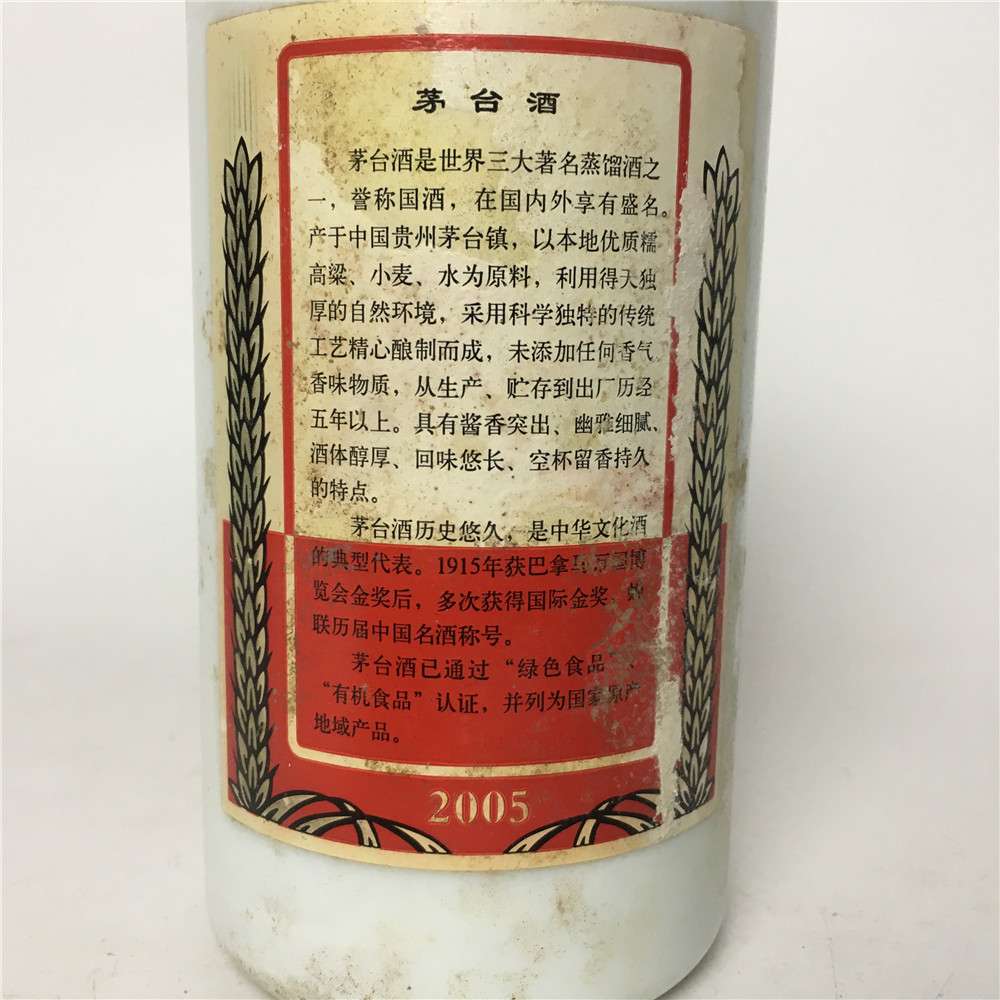 茅台酒
茅台酒是世界三大著名蒸馏酒之
一，誉称国酒，在国内外享有盛名。
产于中国贵州茅台镇，以本地优质糯
高粱、小麦、水为原料，利用得天独
厚的自然环境，采用科学独特的传统
工艺精心酿制而成，未添加任何香气、
香味物质，从生产、贮存到出厂历经
五年以上。具有酱香突出、幽雅细腻、
酒体醇厚、回味悠长、空杯留香持久
的特点。
茅台酒历史悠久，是中华文化酒
的典型代表。1915年获巴拿马万国博
览会金奖后，多次获得国际金奖，蝉
联历届中国名酒称号。
茅台酒已通过“绿色食品”、
“有机食品”认证，并列为国家原产
地域产品。
2005